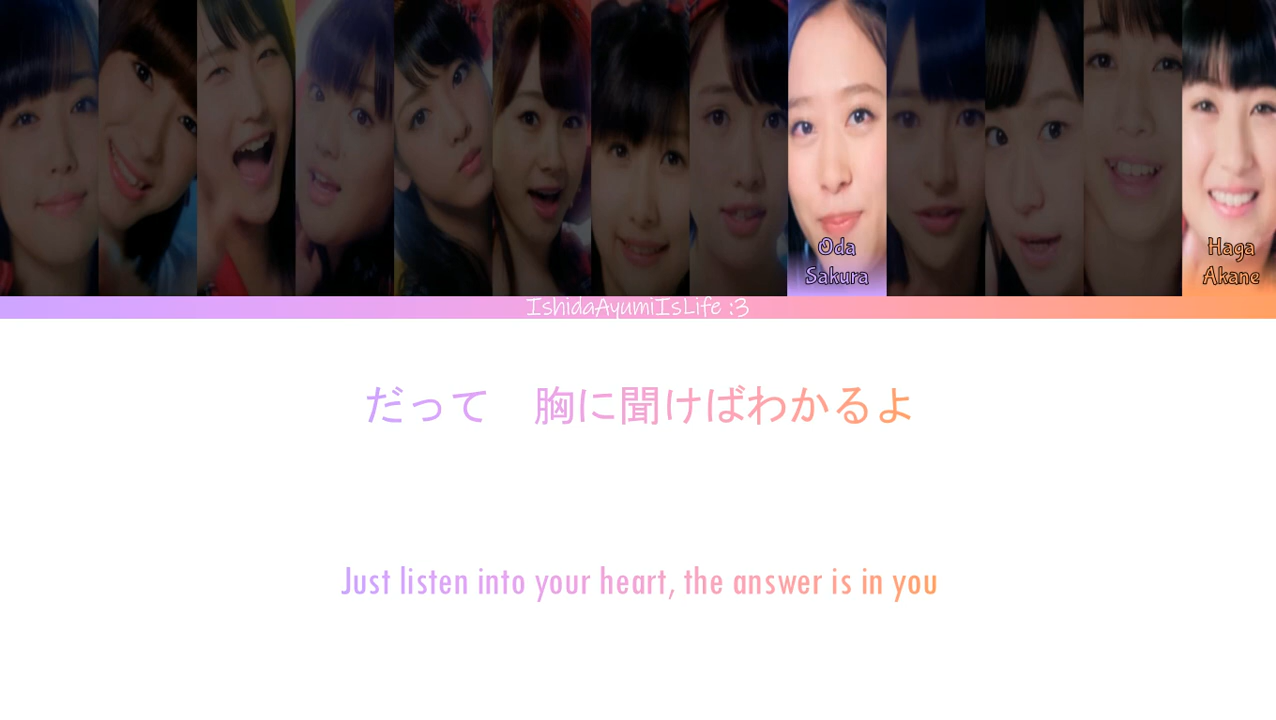 Oda
Sakura
Haga
Akane
IshidaAyumiIsLife :3
だって　胸に聞けばわかるよ
Just listen into your heart, the answer is in you